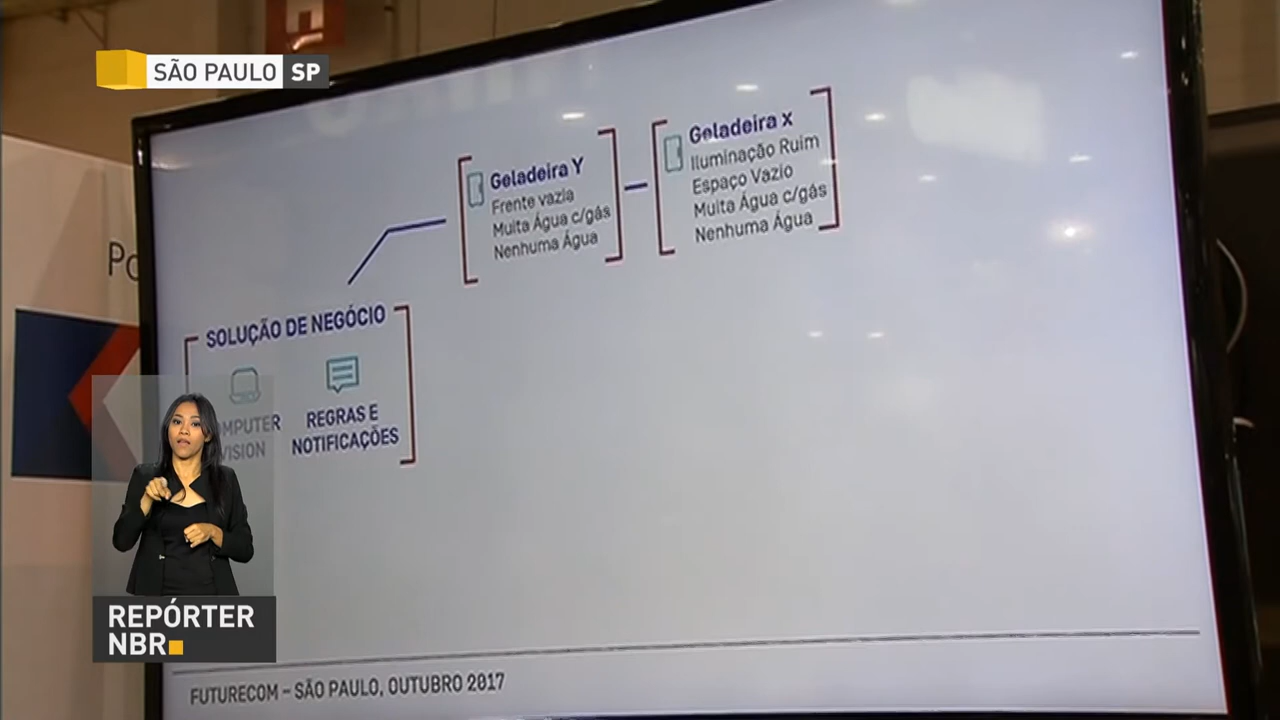 SÃO PAULO SP
Geladeira Y
Frente vazia
Muita Água c/gás
Nenhuma Água
Geladeira x
Iluminação Ruim
Espaço Vazio
Muita Água c/gás
Nenhuma Água
SOLUÇÃO DE NEGÓCIO
VISION
REGRAS E
NOTIFICAÇÕES
REPÓRTER
NBR
FUTURECOM – SÃO PAULO, OUTUBRO 2017